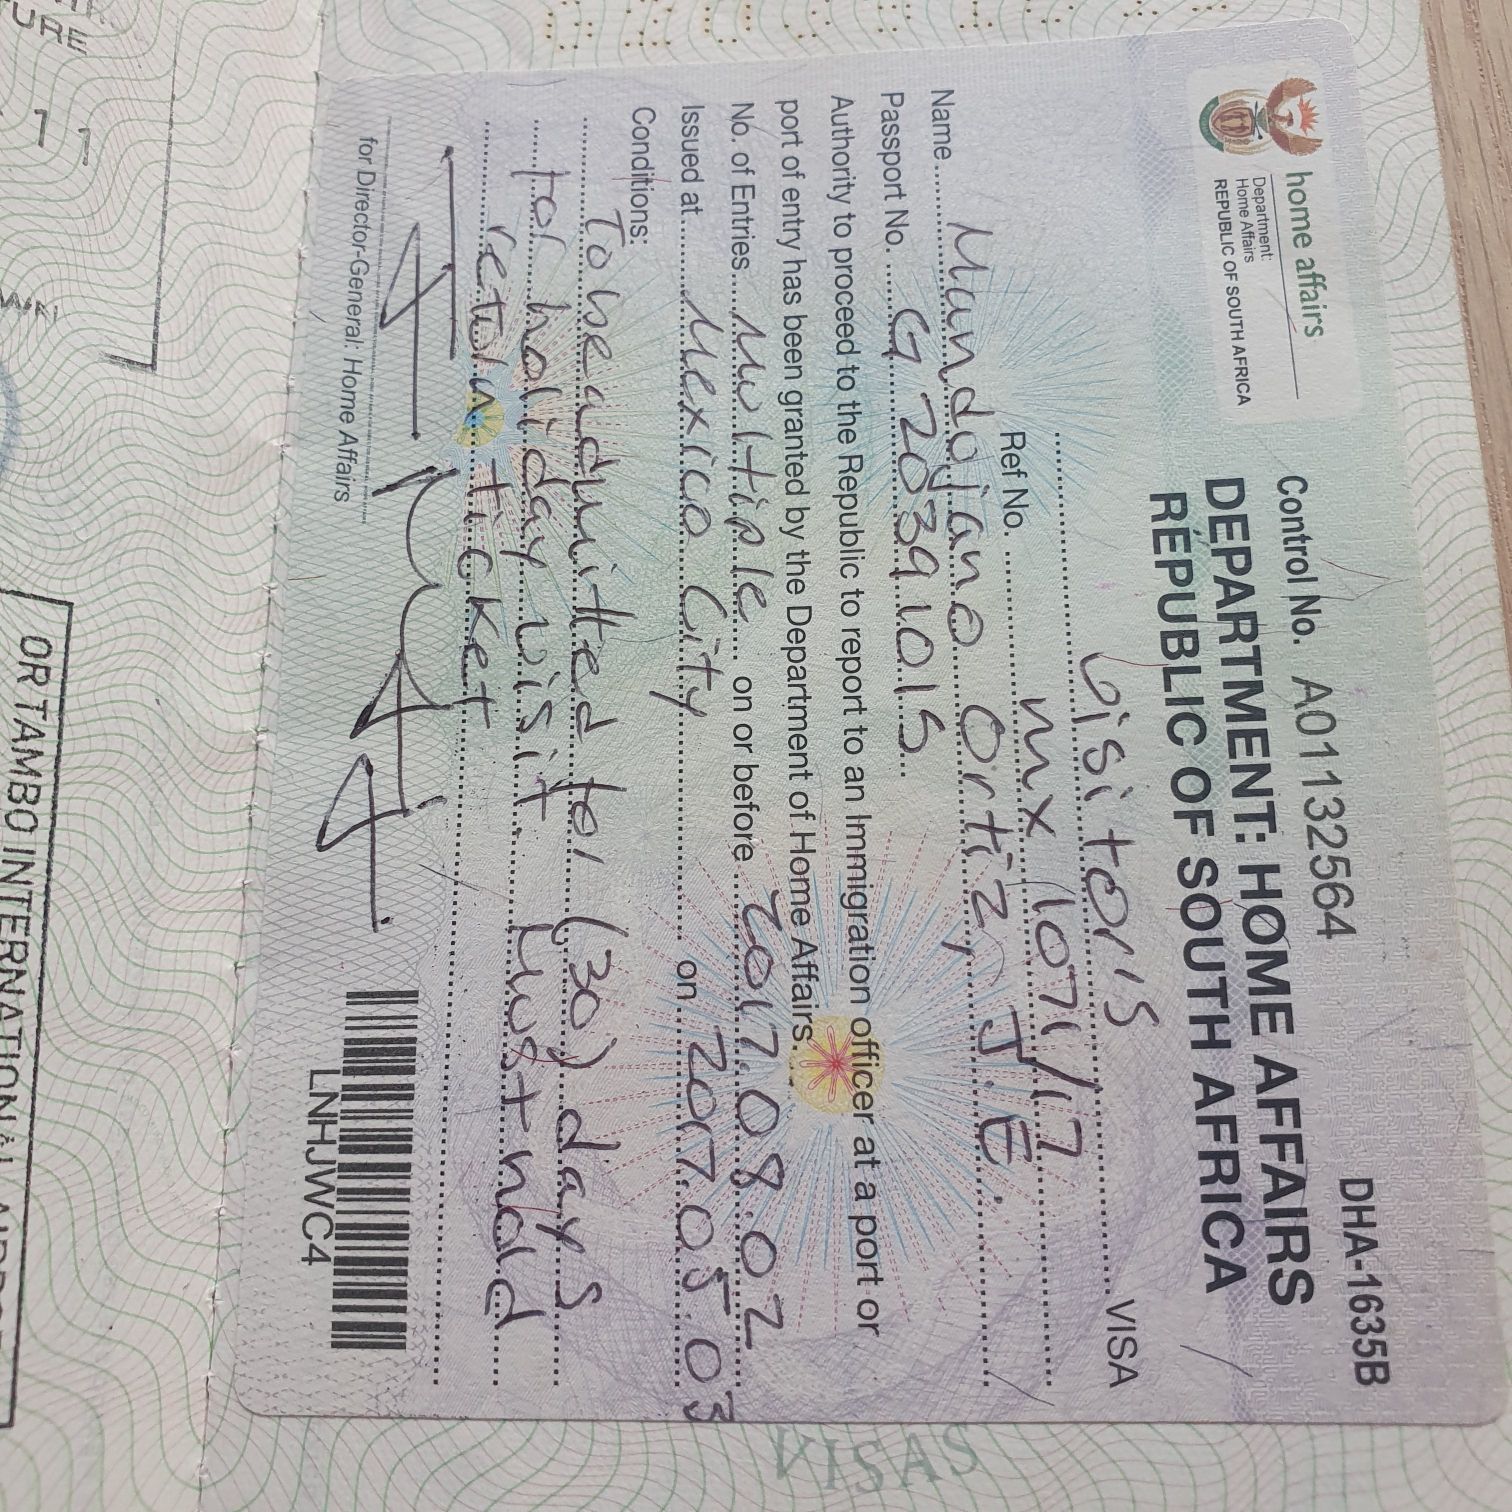 home affairs
Department:
Home Affairs
REPUBLIC OF SOUTH AFRICA
DHA-1635B
Control No. A01132564
DEPARTMENT: HOME AFFAIRS
REPUBLIC OF SOUTH AFRICA
Visitor's VISA
Ref No. MX 1071/17
Name Mundojano Ortiz, J.E.
Passport No. G20391015
Authority to proceed to the Republic to report to an Immigration officer at a port or
port of entry has been granted by the Department of Home Affairs.
No. of Entries Multiple on or before 2017.08.02
Issued at Mexico City on 2017.05.03
Conditions:
To be admitted for (30) days
for holiday visit. Must hold
return ticket
for Director-General: Home Affairs
LNHJWC4
VISAS
OR TAMBO INTERNATIONAL